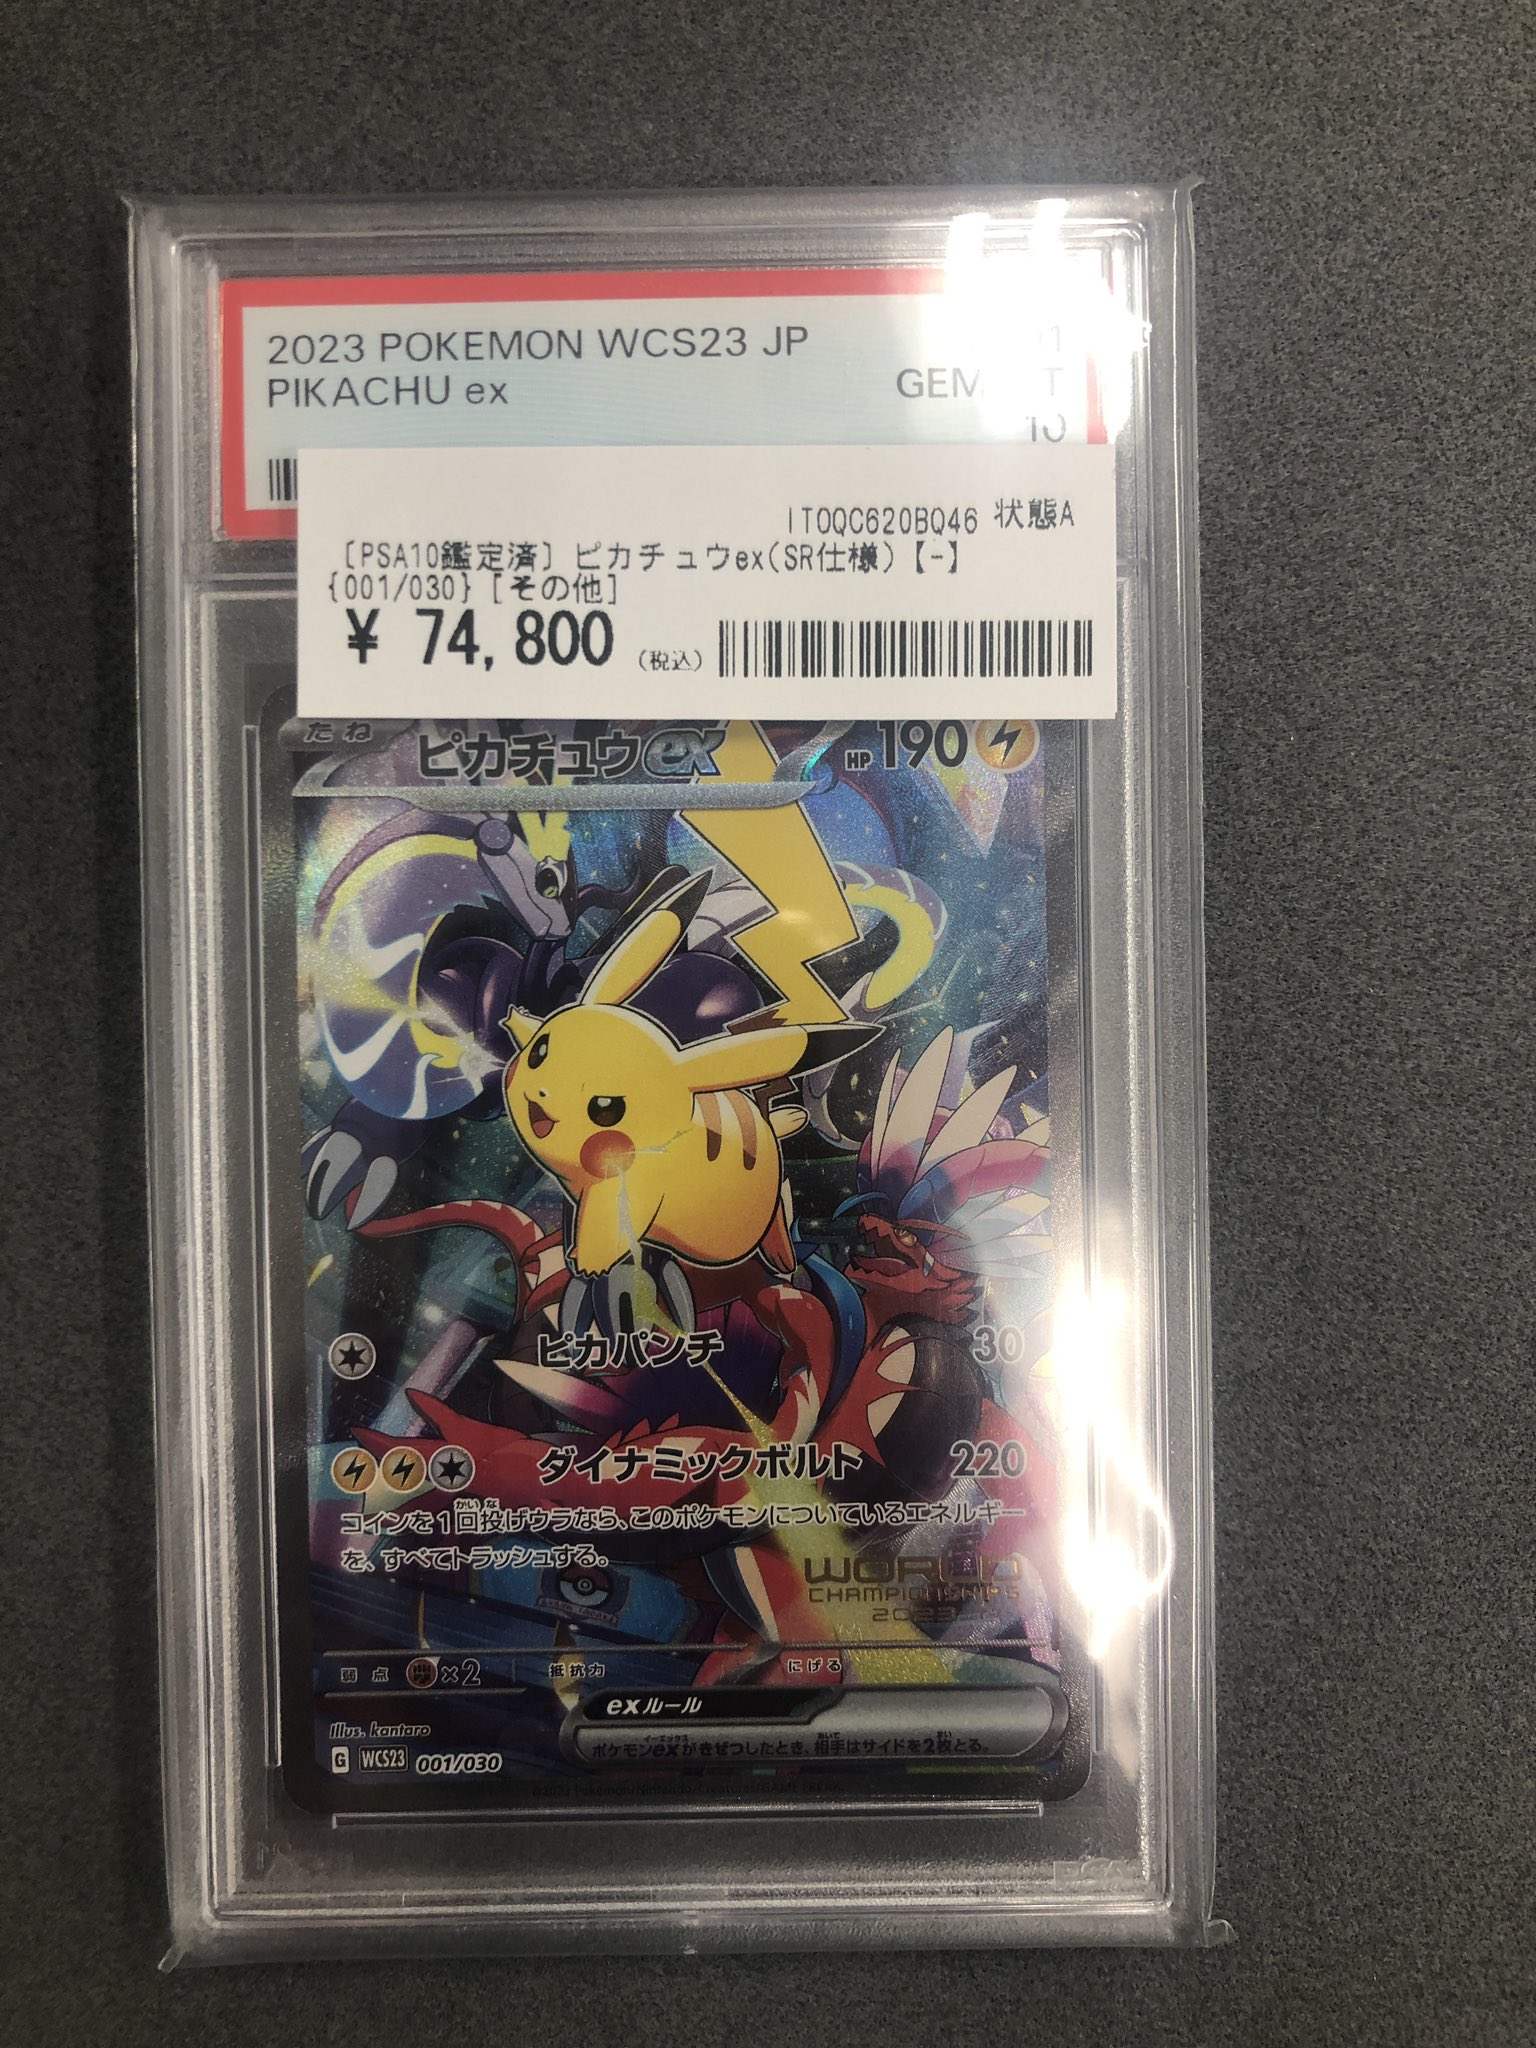 2023 POKEMON WCS23 JP
PIKACHU ex
GEM
10
ITOQC620BQ46 状態A
〔PSA10鑑定済〕ピカチュウex(SR仕様)【-】
{001/030}[その他]
¥ 74,800 (税込)
たね ピカチュウex HP 190
ピカパンチ 30
ダイナミックボルト 220
コインを1回投げウラなら、このポケモンについているエネルギー
を、すべてトラッシュする。
WORLD
CHAMPIONSHIPS
2023
弱点 ×2 抵抗力 にげる
exルール
ポケモンexがきぜつしたとき、相手はサイドを2枚とる。
Illus. kantaro
G WCS23 001/030
©2023 Pokémon/Nintendo/Creatures/GAME FREAK.
PSA